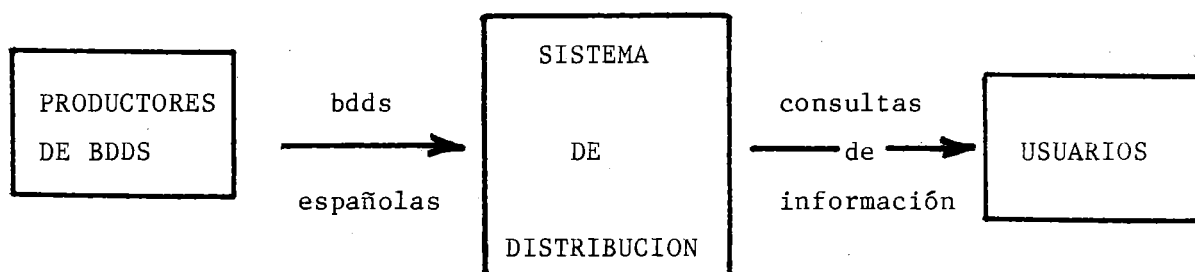 PRODUCTORES
DE BDDS
bdds
españolas
SISTEMA
DE
DISTRIBUCION
consultas
de
información
USUARIOS